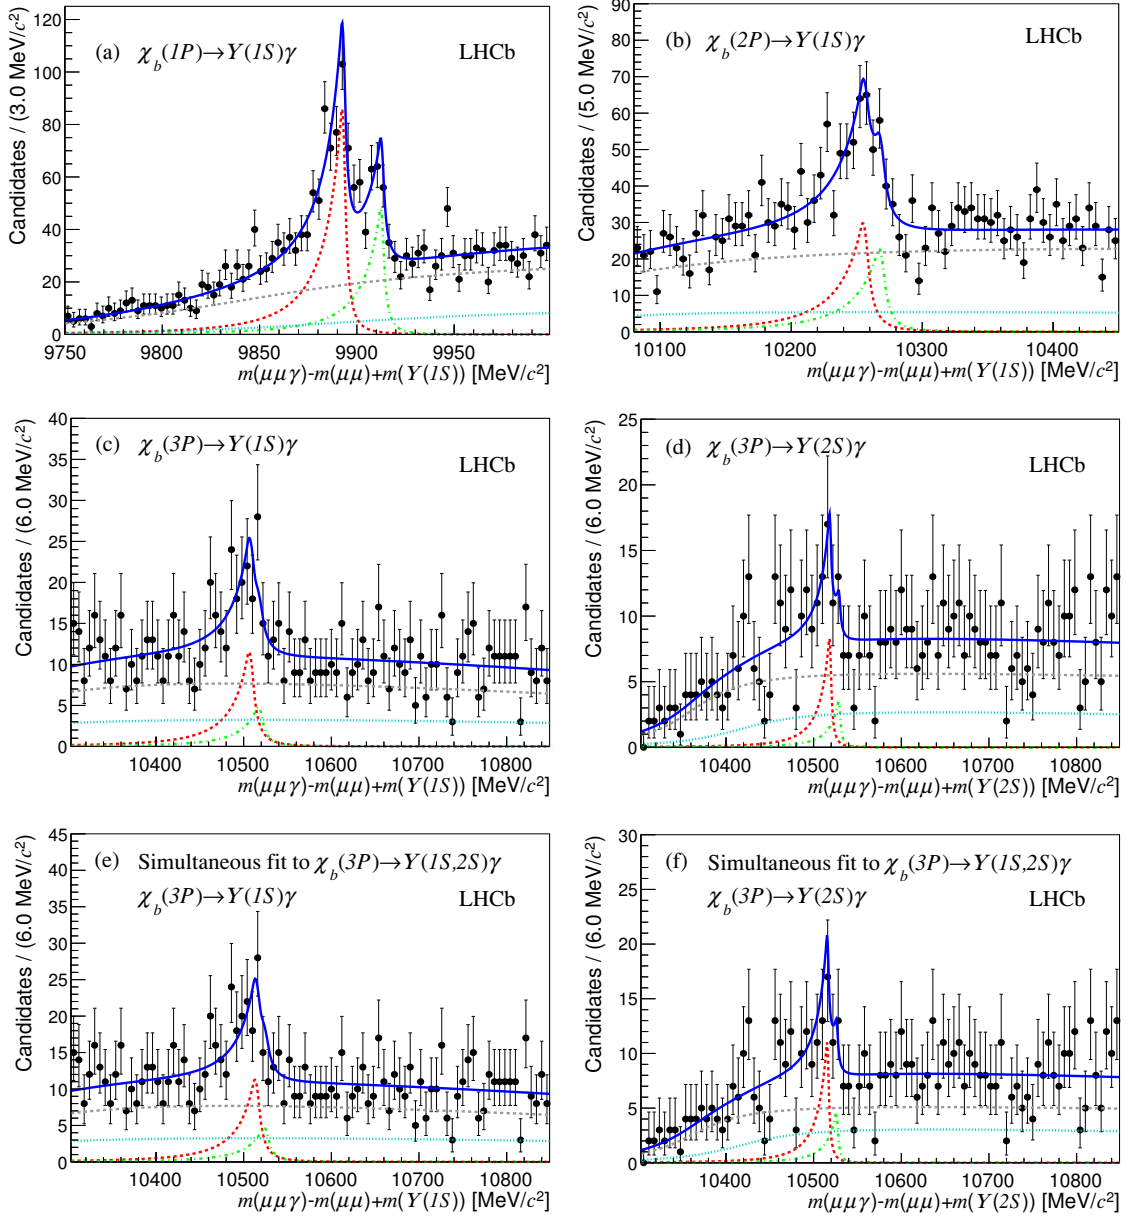 (a) χb(1P)→Υ(1S)γ
LHCb
Candidates / (3.0 MeV/c²)
120
100
80
60
40
20
0
9750 9800 9850 9900 9950
m(μμγ)-m(μμ)+m(Υ(1S)) [MeV/c²]
(b) χb(2P)→Υ(1S)γ
LHCb
Candidates / (5.0 MeV/c²)
90
80
70
60
50
40
30
20
10
0
10100 10200 10300 10400
m(μμγ)-m(μμ)+m(Υ(1S)) [MeV/c²]
(c) χb(3P)→Υ(1S)γ
LHCb
Candidates / (6.0 MeV/c²)
40
35
30
25
20
15
10
5
0
10400 10500 10600 10700 10800
m(μμγ)-m(μμ)+m(Υ(1S)) [MeV/c²]
(d) χb(3P)→Υ(2S)γ
LHCb
Candidates / (6.0 MeV/c²)
25
20
15
10
5
0
10400 10500 10600 10700 10800
m(μμγ)-m(μμ)+m(Υ(2S)) [MeV/c²]
(e) Simultaneous fit to χb(3P)→Υ(1S,2S)γ
χb(3P)→Υ(1S)γ
LHCb
Candidates / (6.0 MeV/c²)
45
40
35
30
25
20
15
10
5
0
10400 10500 10600 10700 10800
m(μμγ)-m(μμ)+m(Υ(1S)) [MeV/c²]
(f) Simultaneous fit to χb(3P)→Υ(1S,2S)γ
χb(3P)→Υ(2S)γ
LHCb
Candidates / (6.0 MeV/c²)
30
25
20
15
10
5
0
10400 10500 10600 10700 10800
m(μμγ)-m(μμ)+m(Υ(2S)) [MeV/c²]